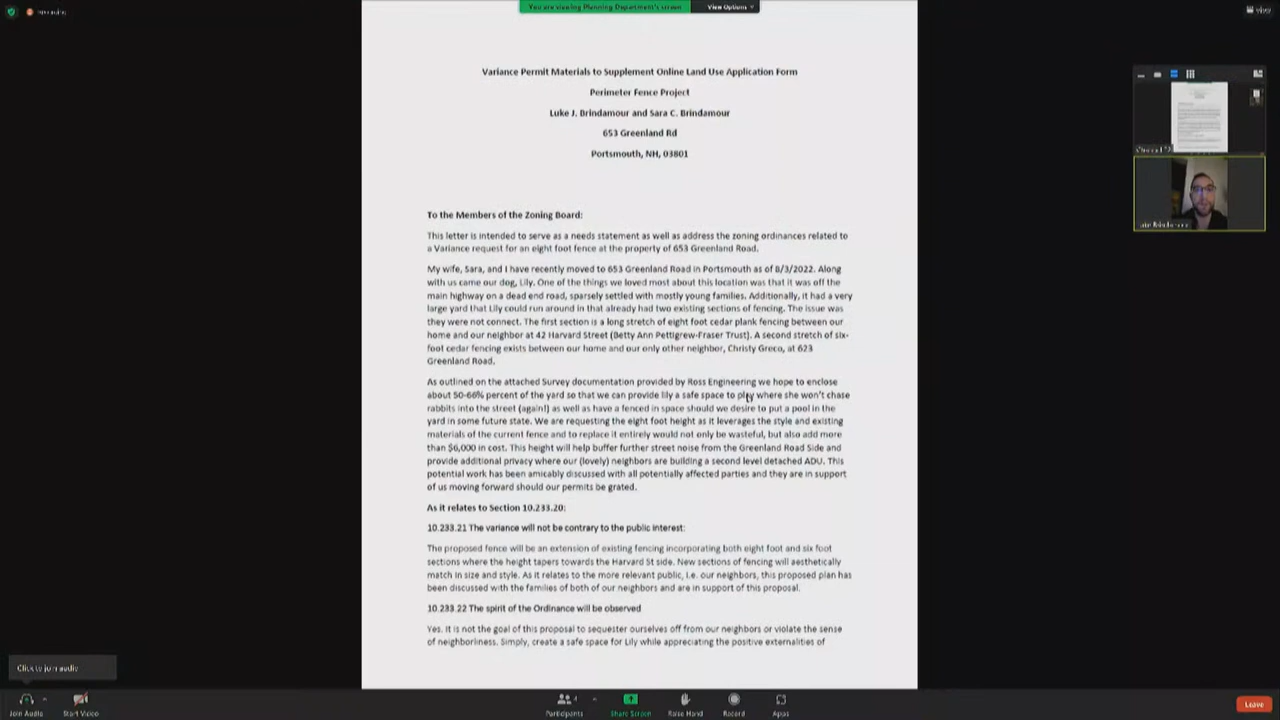 You are viewing Planning Department's screen
View Options
View
Variance Permit Materials to Supplement Online Land Use Application Form
Perimeter Fence Project
Luke J. Brindamour and Sara C. Brindamour
653 Greenland Rd
Portsmouth, NH, 03801
To the Members of the Zoning Board:
This letter is intended to serve as a needs statement as well as address the zoning ordinances related to
a Variance request for an eight foot fence at the property of 653 Greenland Road.
My wife, Sara, and I have recently moved to 653 Greenland Road in Portsmouth as of 8/3/2022. Along
with us came our dog, Lily. One of the things we loved most about this location was that it was off the
main highway on a dead end road, sparsely settled with mostly young families. Additionally, it had a very
large yard that Lily could run around in that already had two existing sections of fencing. The issue was
they were not connect. The first section is a long stretch of eight foot cedar plank fencing between our
home and our neighbor at 42 Harvard Street (Betty Ann Pettigrew-Fraser Trust). A second stretch of six-
foot cedar fencing exists between our home and our only other neighbor, Christy Greco, at 623
Greenland Road.
As outlined on the attached Survey documentation provided by Ross Engineering we hope to enclose
about 50-66% percent of the yard so that we can provide lily a safe space to play where she won't chase
rabbits into the street (again!) as well as have a fenced in space should we desire to put a pool in the
yard in some future state. We are requesting the eight foot height as it leverages the style and existing
materials of the current fence and to replace it entirely would not only be wasteful, but also add more
than $6,000 in cost. This height will help buffer further street noise from the Greenland Road Side and
provide additional privacy where our (lovely) neighbors are building a second level detached ADU. This
potential work has been amicably discussed with all potentially affected parties and they are in support
of us moving forward should our permits be grated.
As it relates to Section 10.233.20:
10.233.21 The variance will not be contrary to the public interest:
The proposed fence will be an extension of existing fencing incorporating both eight foot and six foot
sections where the height tapers towards the Harvard St side. New sections of fencing will aesthetically
match in size and style. As it relates to the more relevant public, i.e. our neighbors, this proposed plan has
been discussed with the families of both of our neighbors and are in support of this proposal.
10.233.22 The spirit of the Ordinance will be observed
Yes. It is not the goal of this proposal to sequester ourselves off from our neighbors or violate the sense
of neighborliness. Simply, create a safe space for Lily while appreciating the positive externalities of
Click to join audio
Join Audio
Start Video
Participants
4
Share Screen
Raise Hand
Record
Apps
Leave